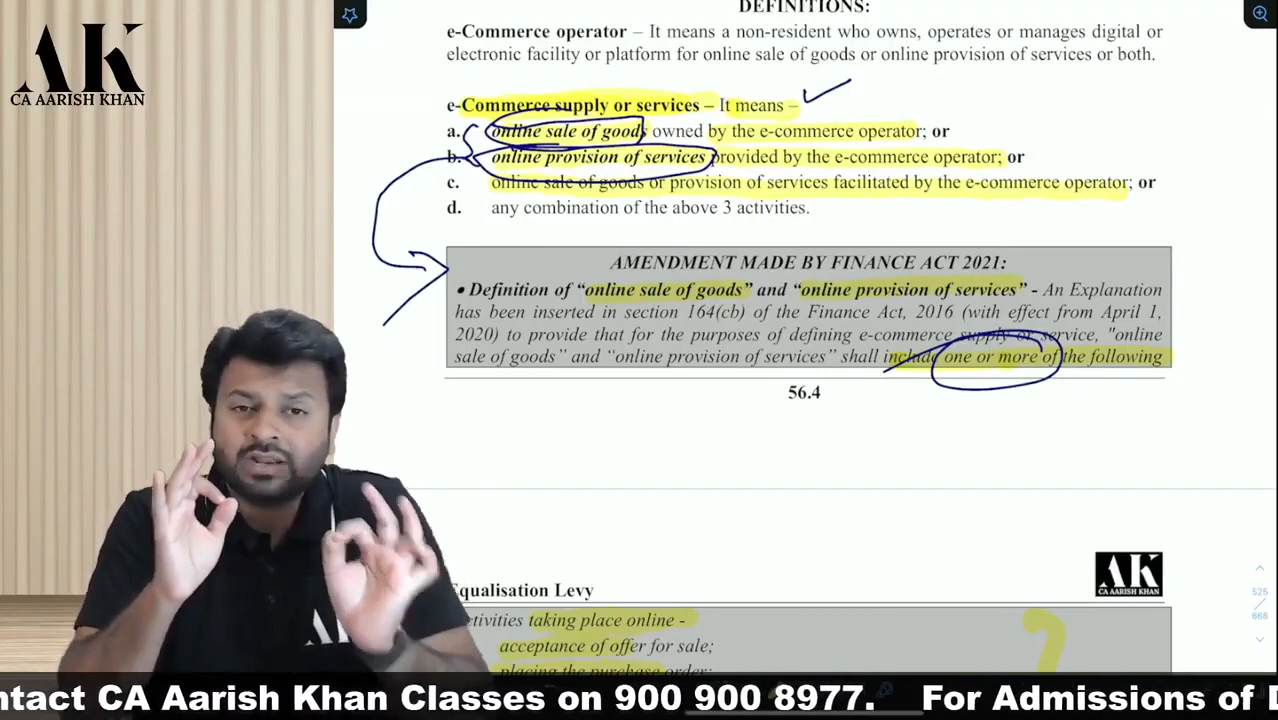 AK
CA AARISH KHAN
DEFINITIONS:
e-Commerce operator – It means a non-resident who owns, operates or manages digital or
electronic facility or platform for online sale of goods or online provision of services or both.
e-Commerce supply or services – It means –
a. online sale of goods owned by the e-commerce operator; or
b. online provision of services provided by the e-commerce operator; or
c. online sale of goods or provision of services facilitated by the e-commerce operator; or
d. any combination of the above 3 activities.
AMENDMENT MADE BY FINANCE ACT 2021:
• Definition of “online sale of goods” and “online provision of services” - An Explanation
has been inserted in section 164(cb) of the Finance Act, 2016 (with effect from April 1,
2020) to provide that for the purposes of defining e-commerce supply or service, "online
sale of goods” and “online provision of services” shall include one or more of the following
56.4
AK
CA AARISH KHAN
Equalisation Levy
525
/
668
taking place online -
acceptance of offer for sale;
placing the purchase order;
AK
ntact CA Aarish Khan Classes on 900 900 8977. For Admissions of